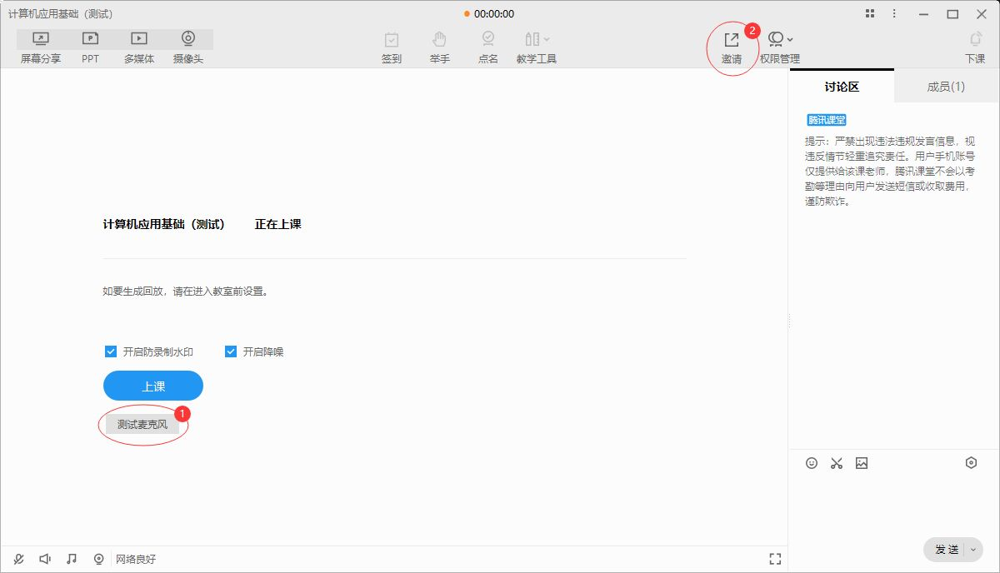 计算机应用基础（测试）
00:00:00
屏幕分享
PPT
多媒体
摄像头
签到
举手
点名
教学工具
2
邀请
权限管理
下课
讨论区
成员(1)
腾讯课堂
提示：严禁出现违法违规发言信息，视
违反情节轻重追究责任。用户手机账号
仅提供给该课老师，腾讯课堂不会以考
勤等理由向用户发送短信或收取费用，
谨防欺诈。
计算机应用基础（测试） 正在上课
如要生成回放，请在进入教室前设置。
开启防录制水印
开启降噪
上课
1
测试麦克风
网络良好
发送